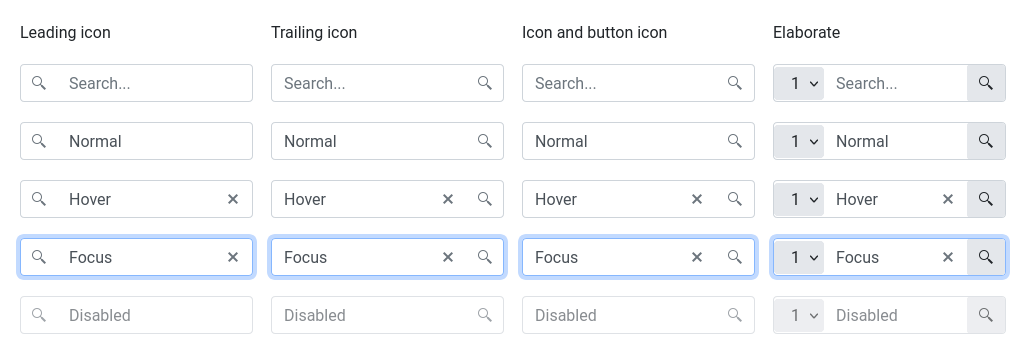 Leading icon Trailing icon Icon and button icon Elaborate
Search... Search... Search... 1 Search...
Normal Normal Normal 1 Normal
Hover Hover Hover 1 Hover
Focus Focus Focus 1 Focus
Disabled Disabled Disabled 1 Disabled